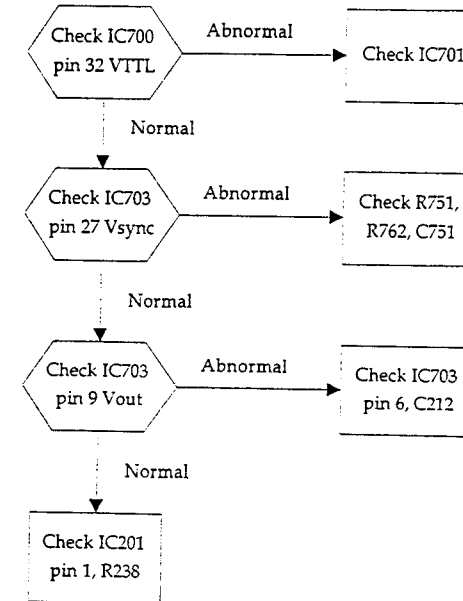 Check IC700
pin 32 VTTL
Abnormal
Check IC701
Normal
Check IC703
pin 27 Vsync
Abnormal
Check R751,
R762, C751
Normal
Check IC703
pin 9 Vout
Abnormal
Check IC703
pin 6, C212
Normal
Check IC201
pin 1, R238